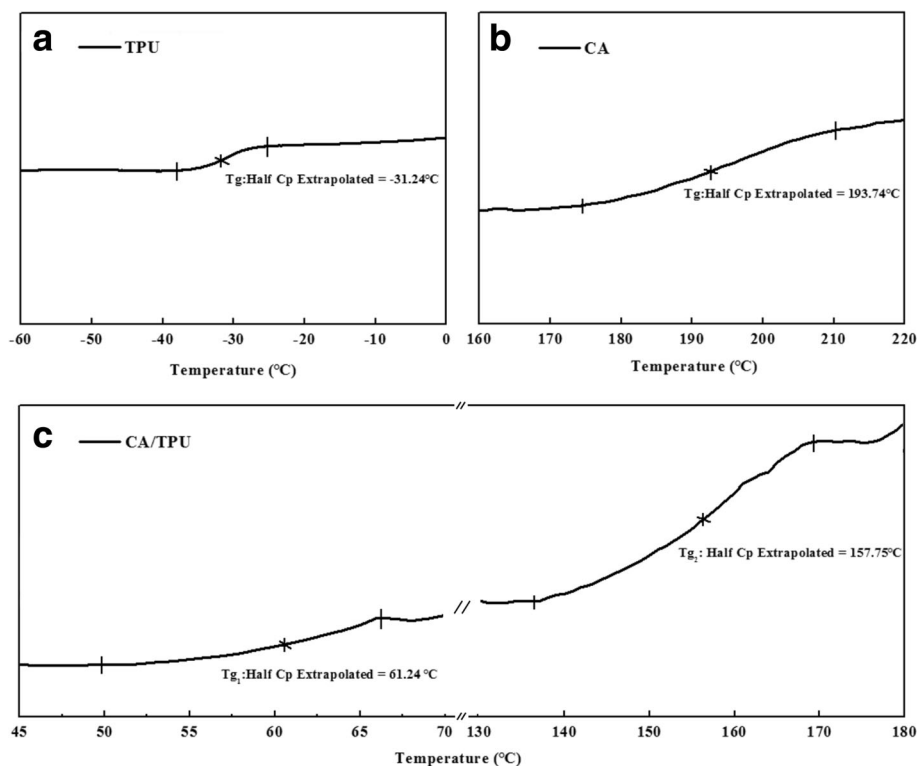 a
TPU
Tg:Half Cp Extrapolated = -31.24°C
-60 -50 -40 -30 -20 -10 0
Temperature (°C)
b
CA
Tg:Half Cp Extrapolated = 193.74°C
160 170 180 190 200 210 220
Temperature (°C)
c
CA/TPU
Tg₁:Half Cp Extrapolated = 61.24 °C
Tg₂: Half Cp Extrapolated = 157.75°C
45 50 55 60 65 70 130 140 150 160 170 180
Temperature (°C)